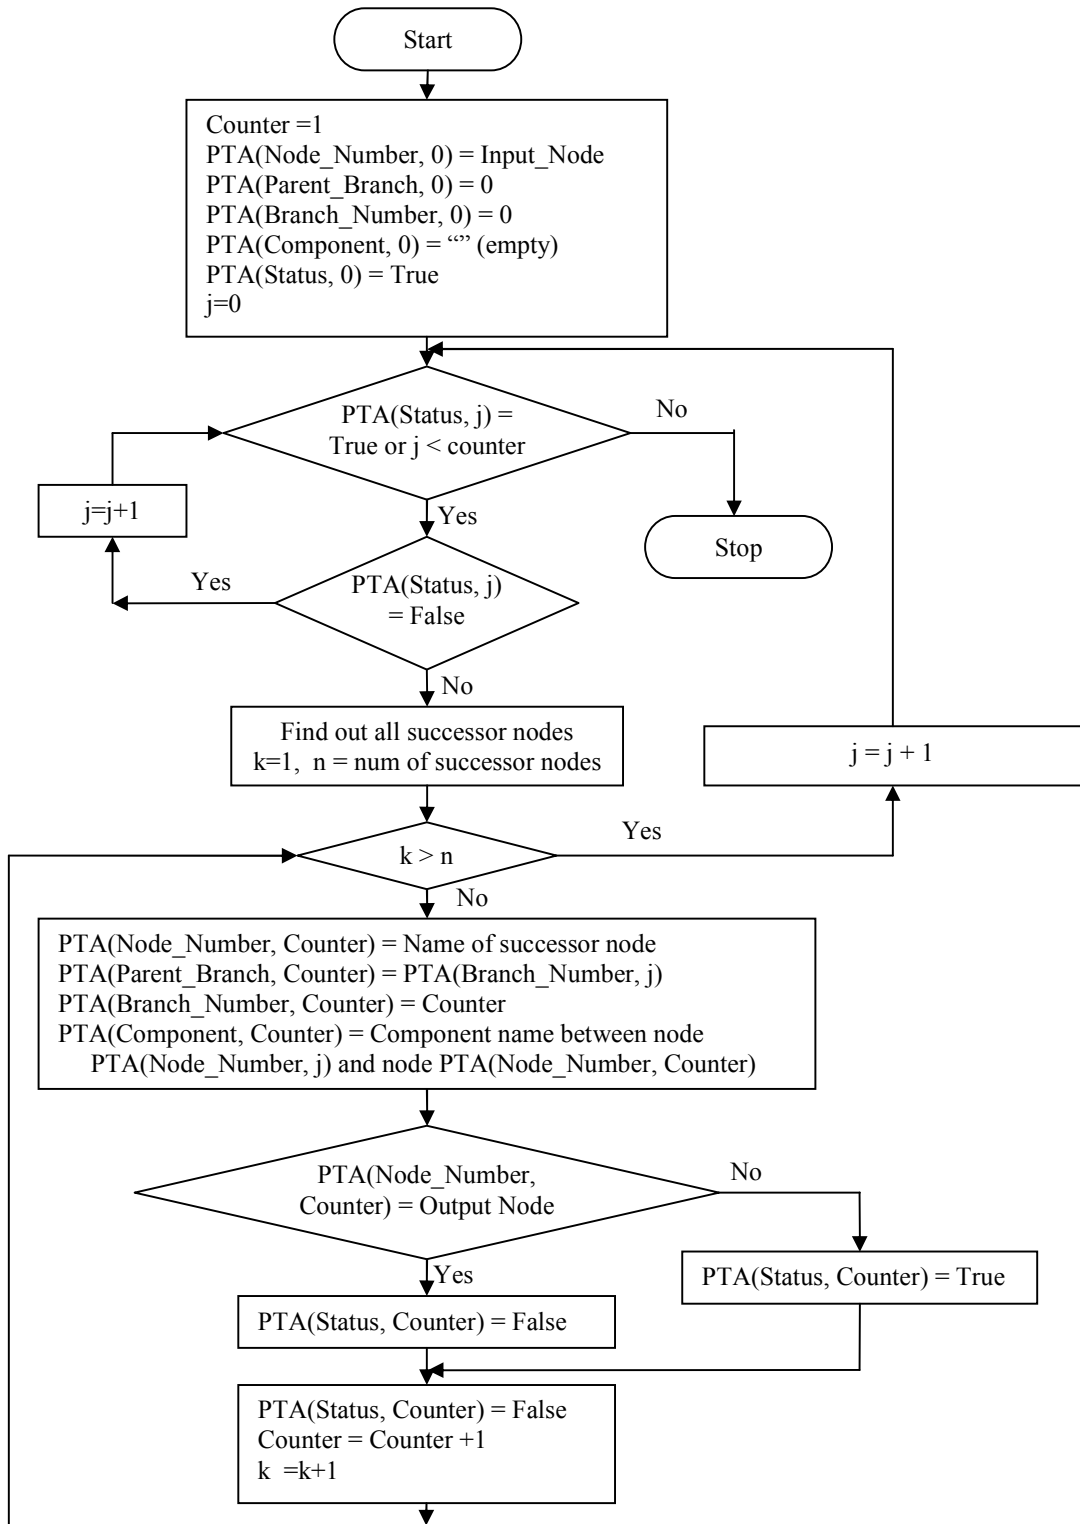 Start
Counter =1
PTA(Node_Number, 0) = Input_Node
PTA(Parent_Branch, 0) = 0
PTA(Branch_Number, 0) = 0
PTA(Component, 0) = “” (empty)
PTA(Status, 0) = True
j=0
PTA(Status, j) =
True or j < counter
No
Stop
j=j+1
Yes
PTA(Status, j)
= False
Yes
No
Find out all successor nodes
k=1,  n = num of successor nodes
j = j + 1
k > n
Yes
No
PTA(Node_Number, Counter) = Name of successor node
PTA(Parent_Branch, Counter) = PTA(Branch_Number, j)
PTA(Branch_Number, Counter) = Counter
PTA(Component, Counter) = Component name between node
PTA(Node_Number, j) and node PTA(Node_Number, Counter)
PTA(Node_Number,
Counter) = Output Node
No
Yes
PTA(Status, Counter) = True
PTA(Status, Counter) = False
PTA(Status, Counter) = False
Counter = Counter +1
k  =k+1